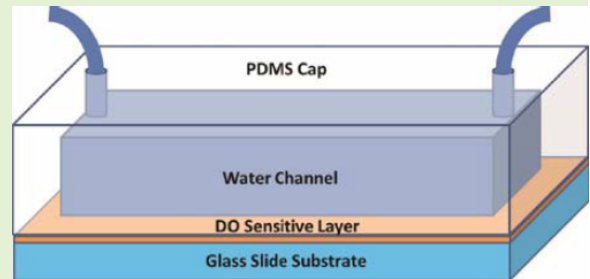 PDMS Cap
Water Channel
DO Sensitive Layer
Glass Slide Substrate